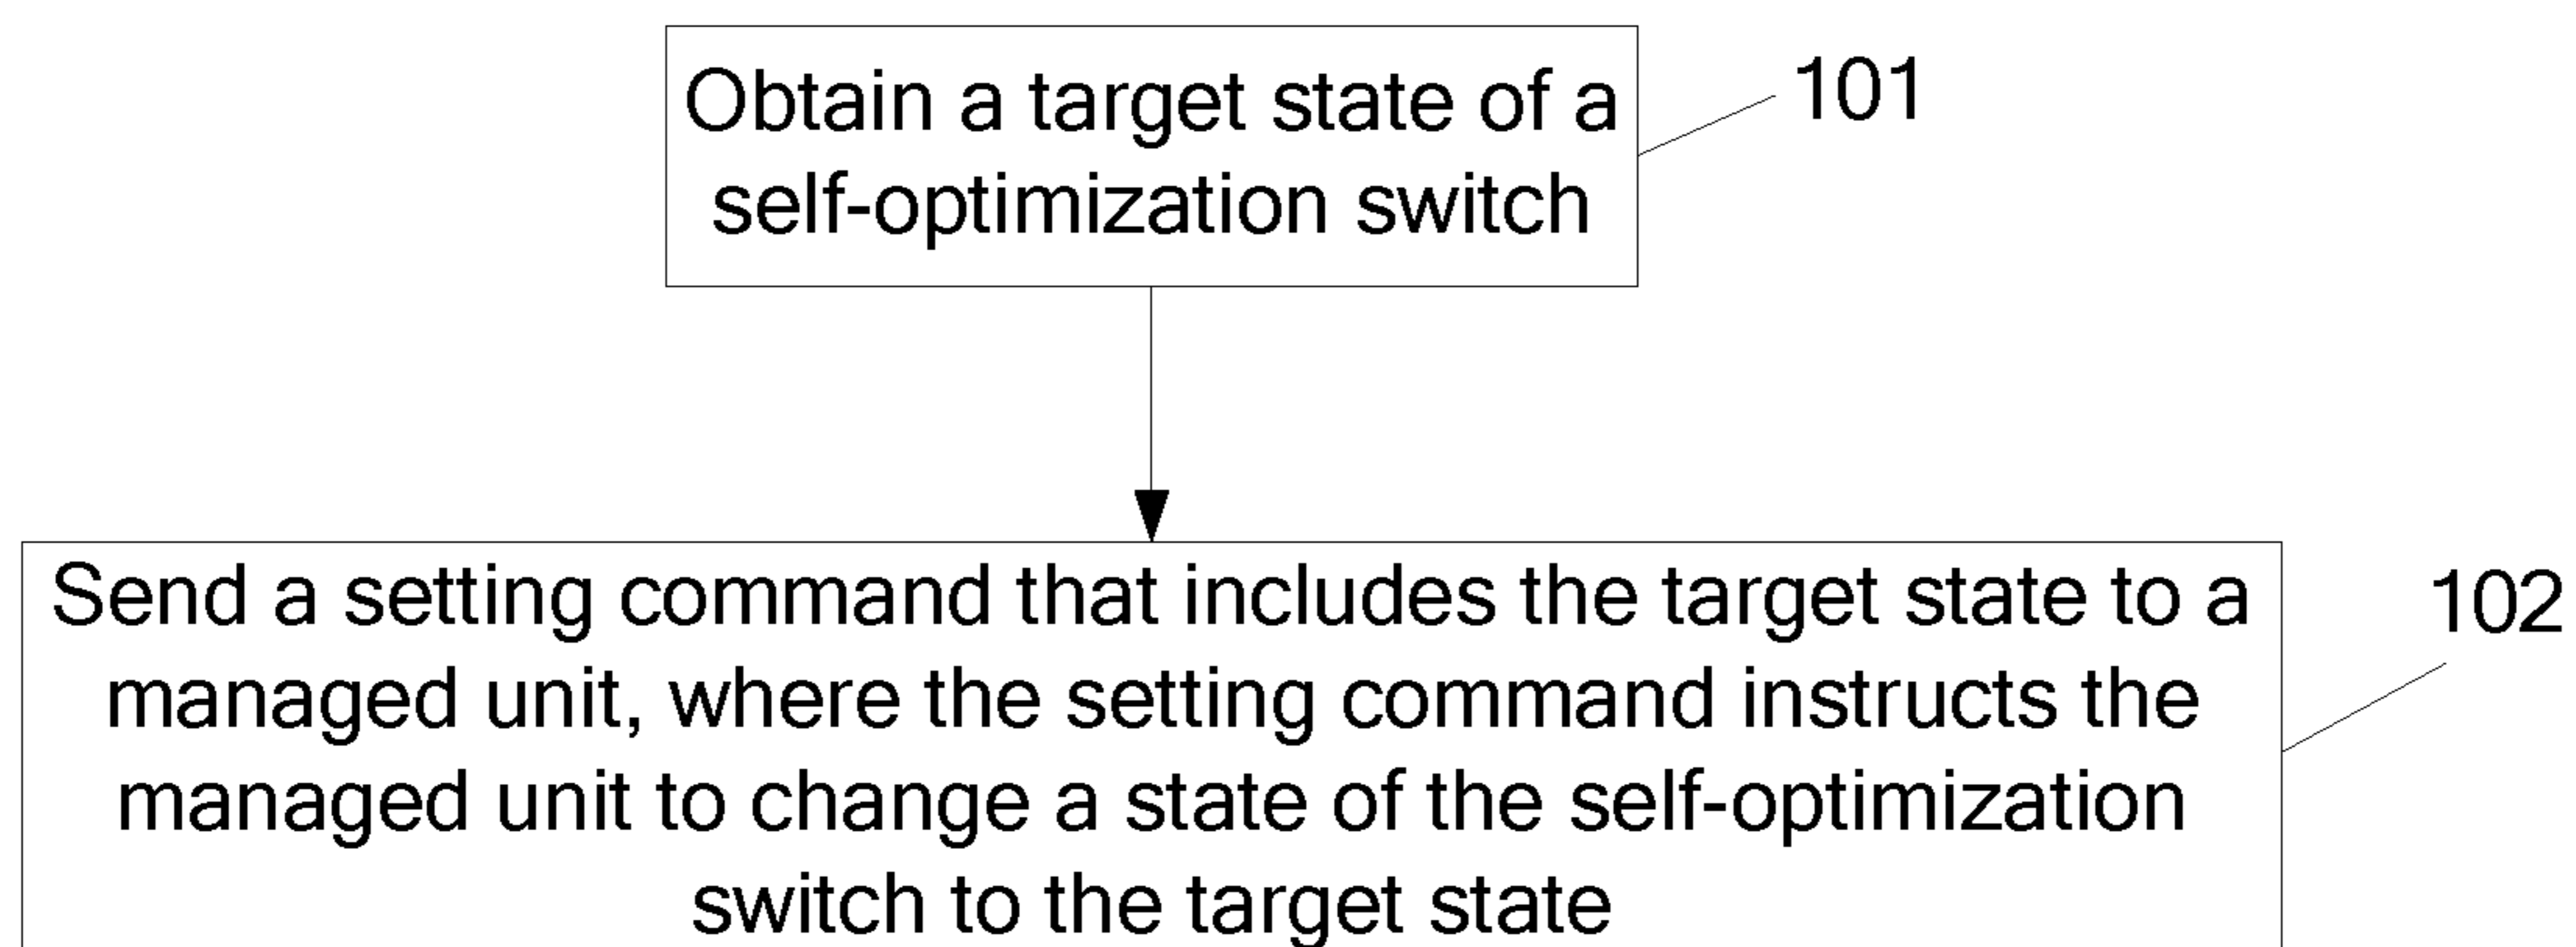 Obtain a target state of a
self-optimization switch
101
Send a setting command that includes the target state to a
managed unit, where the setting command instructs the
managed unit to change a state of the self-optimization
switch to the target state
102